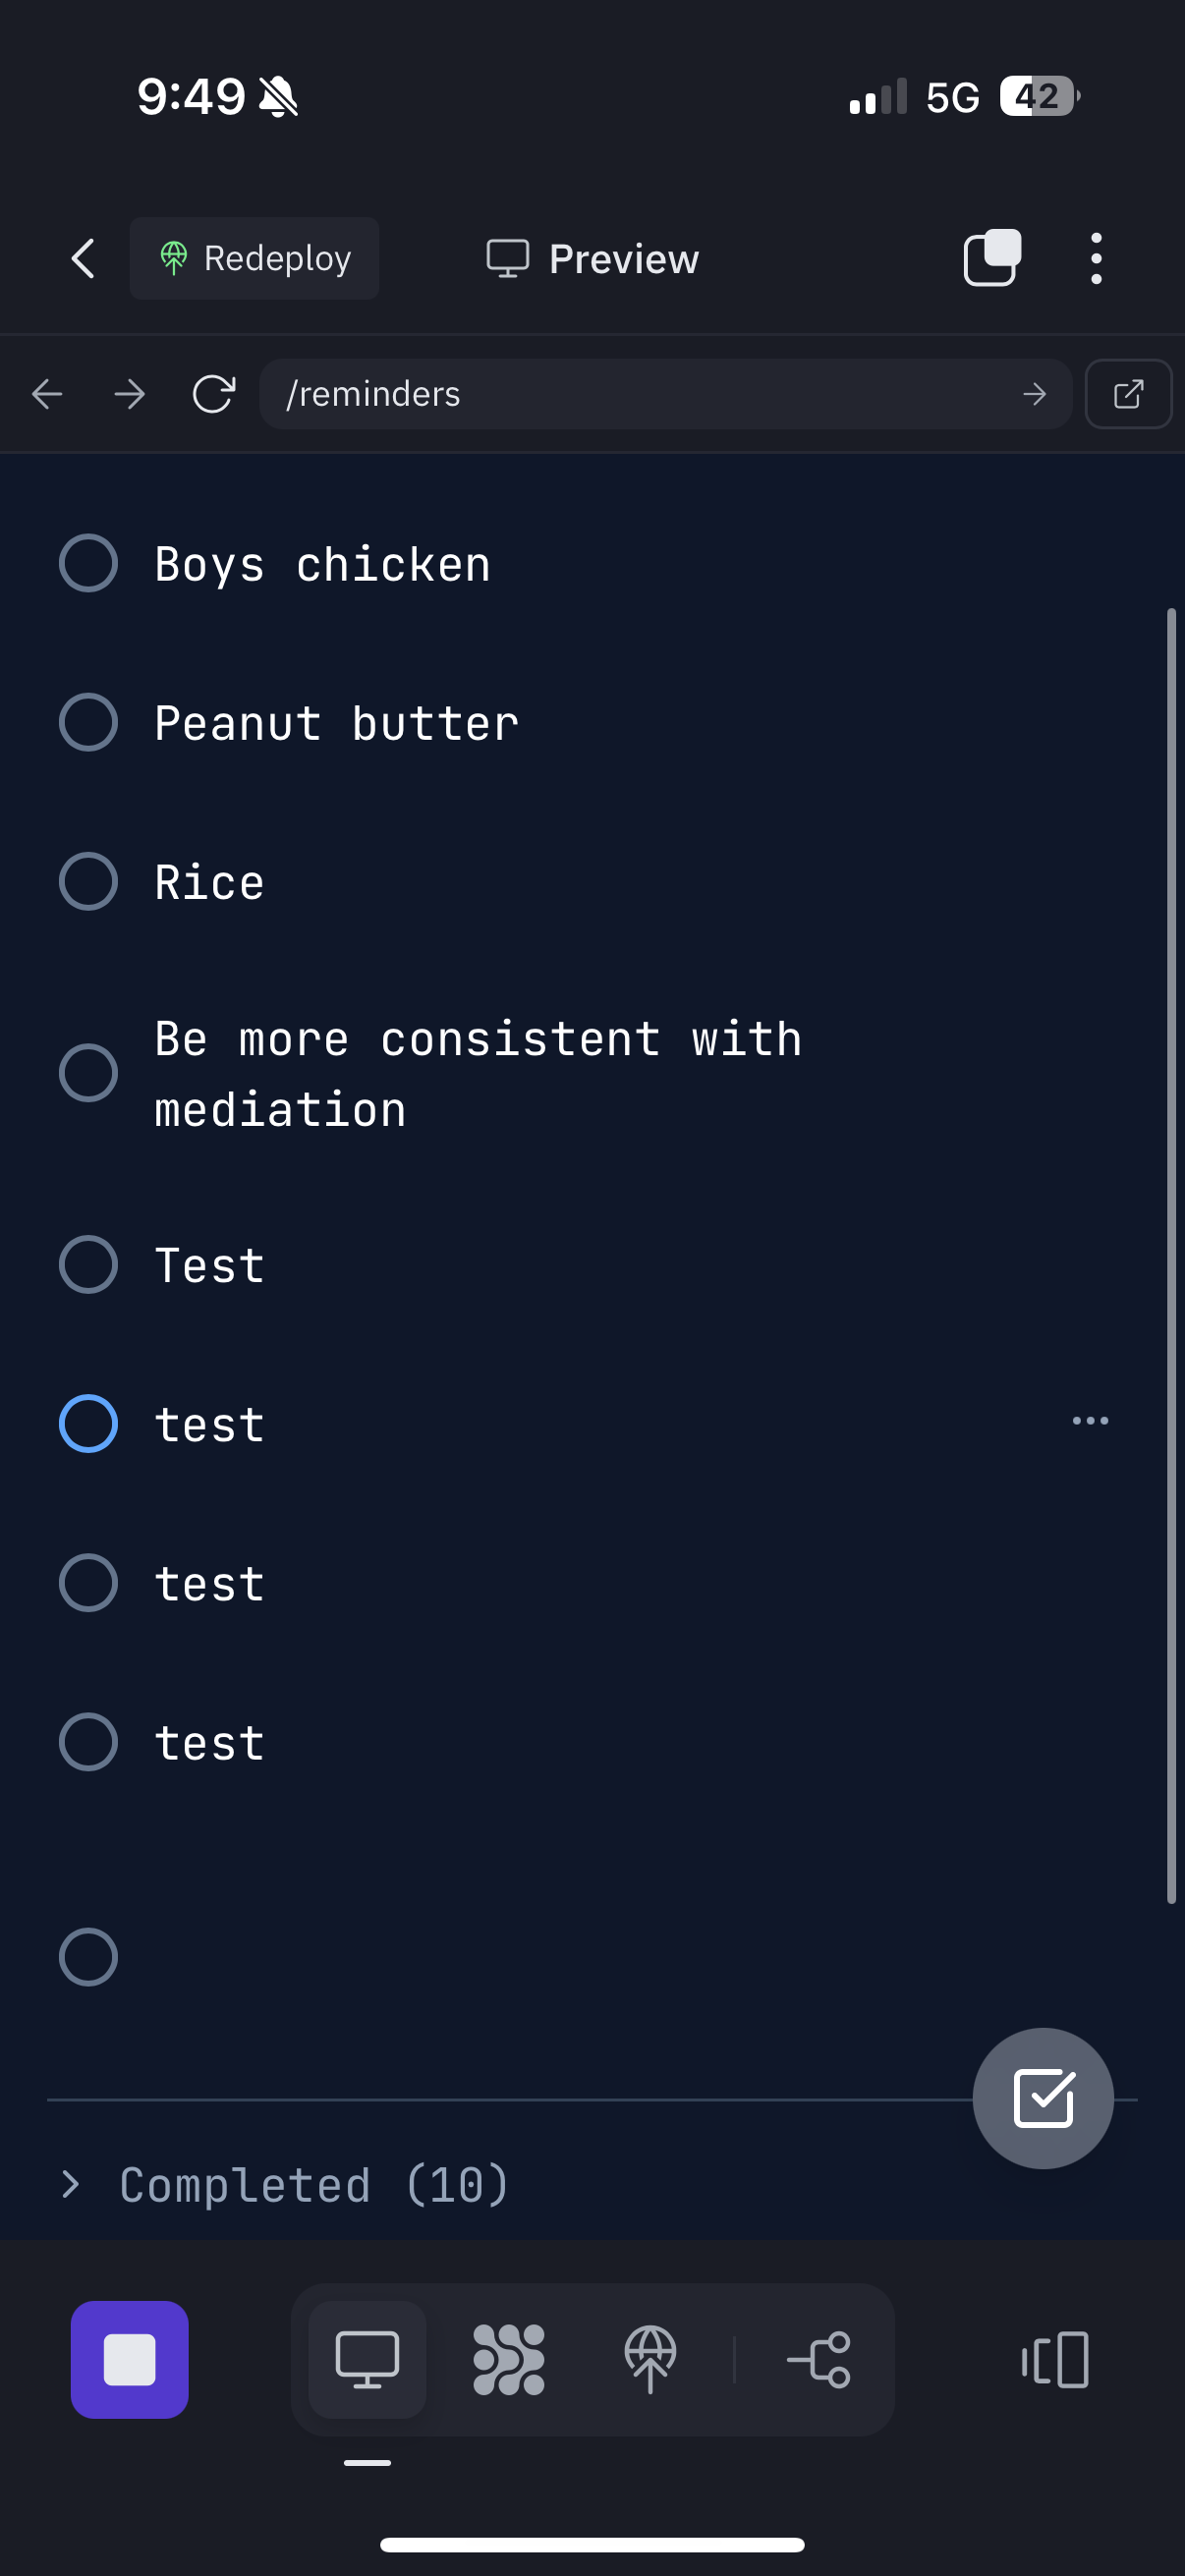 9:49
5G
42
Redeploy
Preview
/reminders
Boys chicken
Peanut butter
Rice
Be more consistent with
mediation
Test
test
test
test
Completed (10)